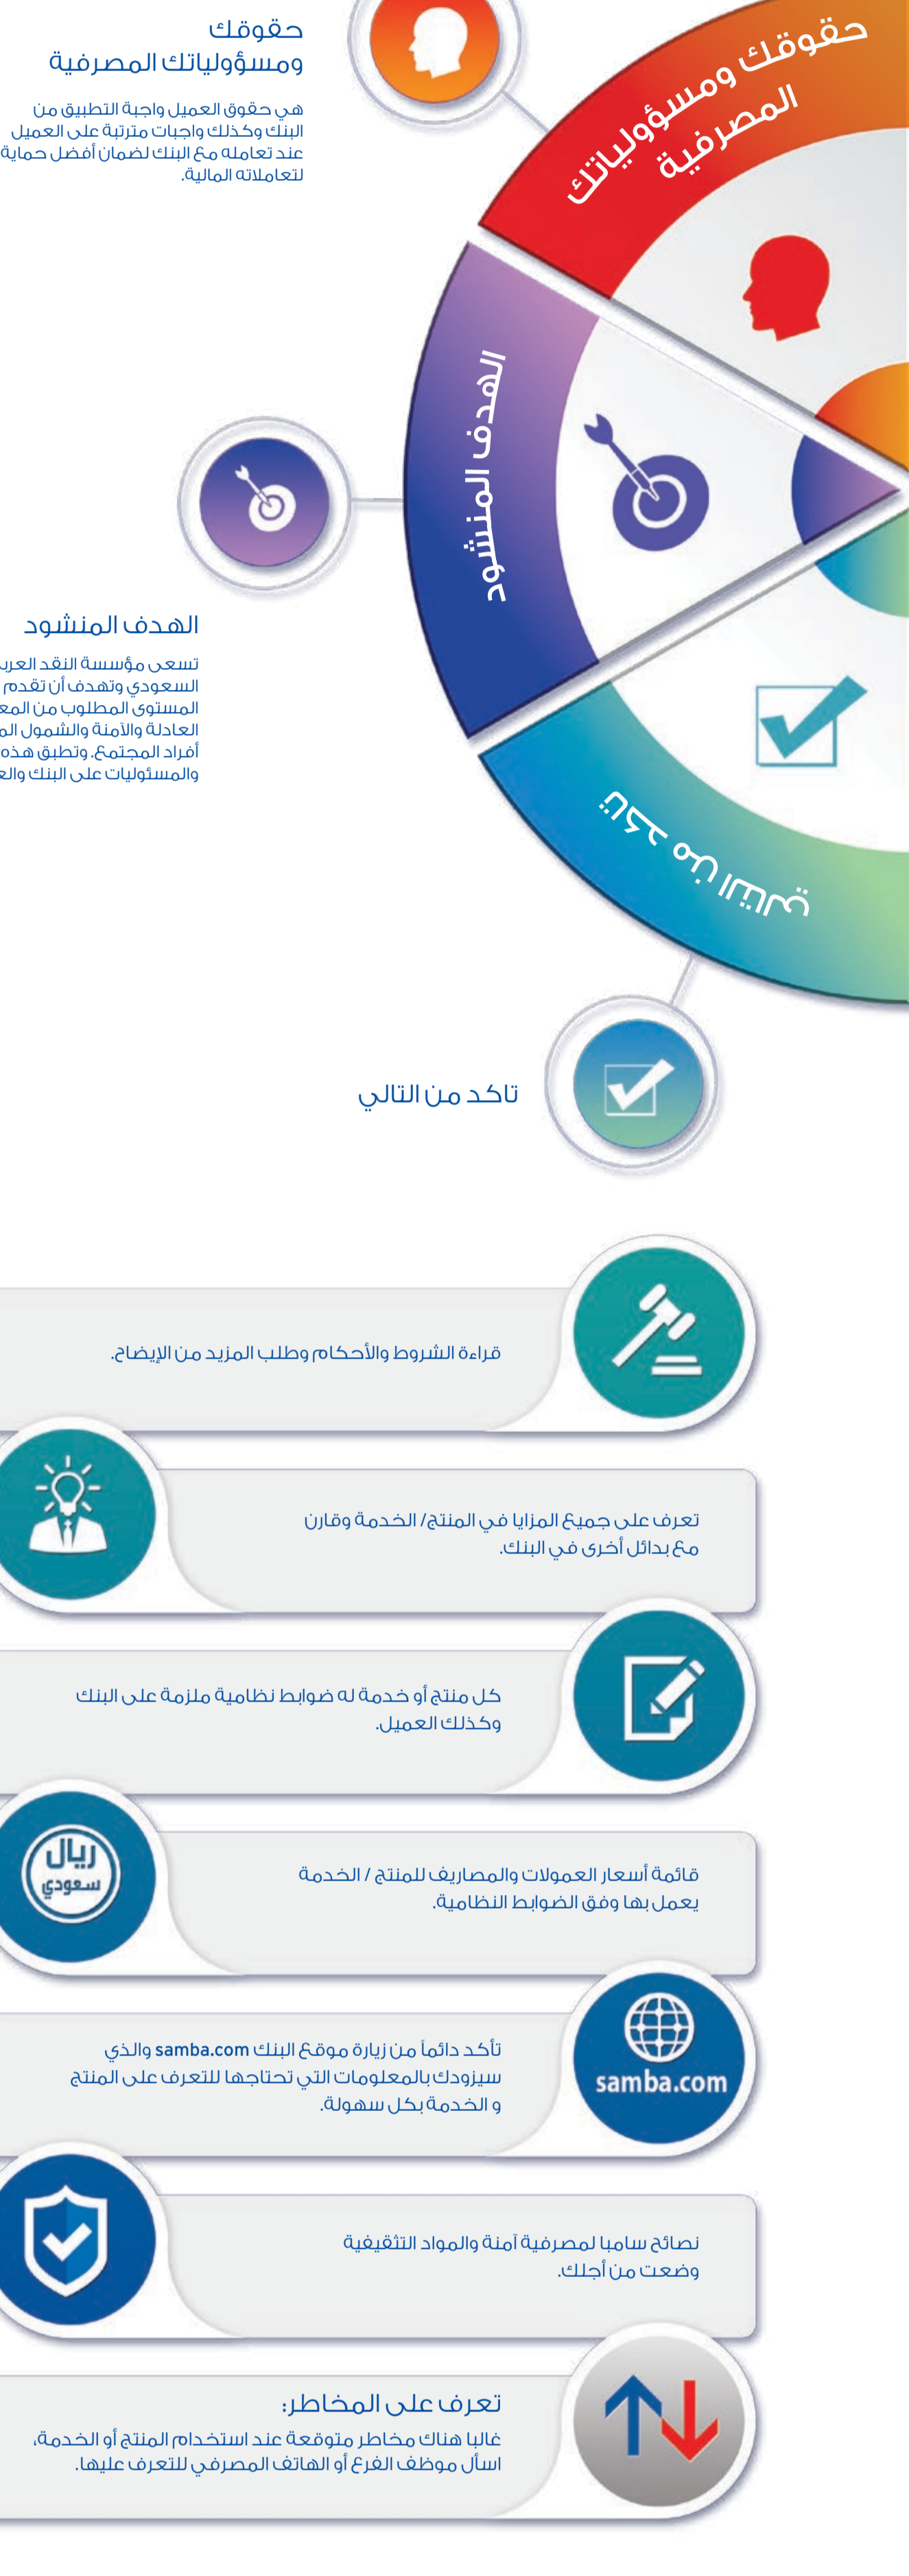 حقوقك
ومسؤولياتك المصرفية
هي حقوق العميل واجبة التطبيق من
البنك وكذلك واجبات مترتبة على العميل
عند تعامله مع البنك لضمان أفضل حماية
لتعاملاته المالية.
حقوقك ومسؤولياتك
المصرفية
الهدف المنشود
الهدف المنشود
تسعى مؤسسة النقد
السعودي وتهدف أن تقدم
المستوى المطلوب من
العادلة والآمنة والشمول
أفراد المجتمع. وتطبق هذه
والمسئوليات على البنك
تاكد من التالي
تاكد من التالي
قراءة الشروط والأحكام وطلب المزيد من الإيضاح.
تعرف على جميع المزايا في المنتج/ الخدمة وقارن
مع بدائل أخرى في البنك.
كل منتج أو خدمة له ضوابط نظامية ملزمة على البنك
وكذلك العميل.
ريال
سعودي
قائمة أسعار العمولات والمصاريف للمنتج / الخدمة
يعمل بها وفق الضوابط النظامية.
samba.com
تأكد دائماً من زيارة موقع البنك samba.com والذي
سيزودك بالمعلومات التي تحتاجها للتعرف على المنتج
و الخدمة بكل سهولة.
نصائح سامبا لمصرفية آمنة والمواد التثقيفية
وضعت من أجلك.
تعرف على المخاطر:
غالبا هناك مخاطر متوقعة عند استخدام المنتج أو الخدمة،
اسأل موظف الفرع أو الهاتف المصرفي للتعرف عليها.